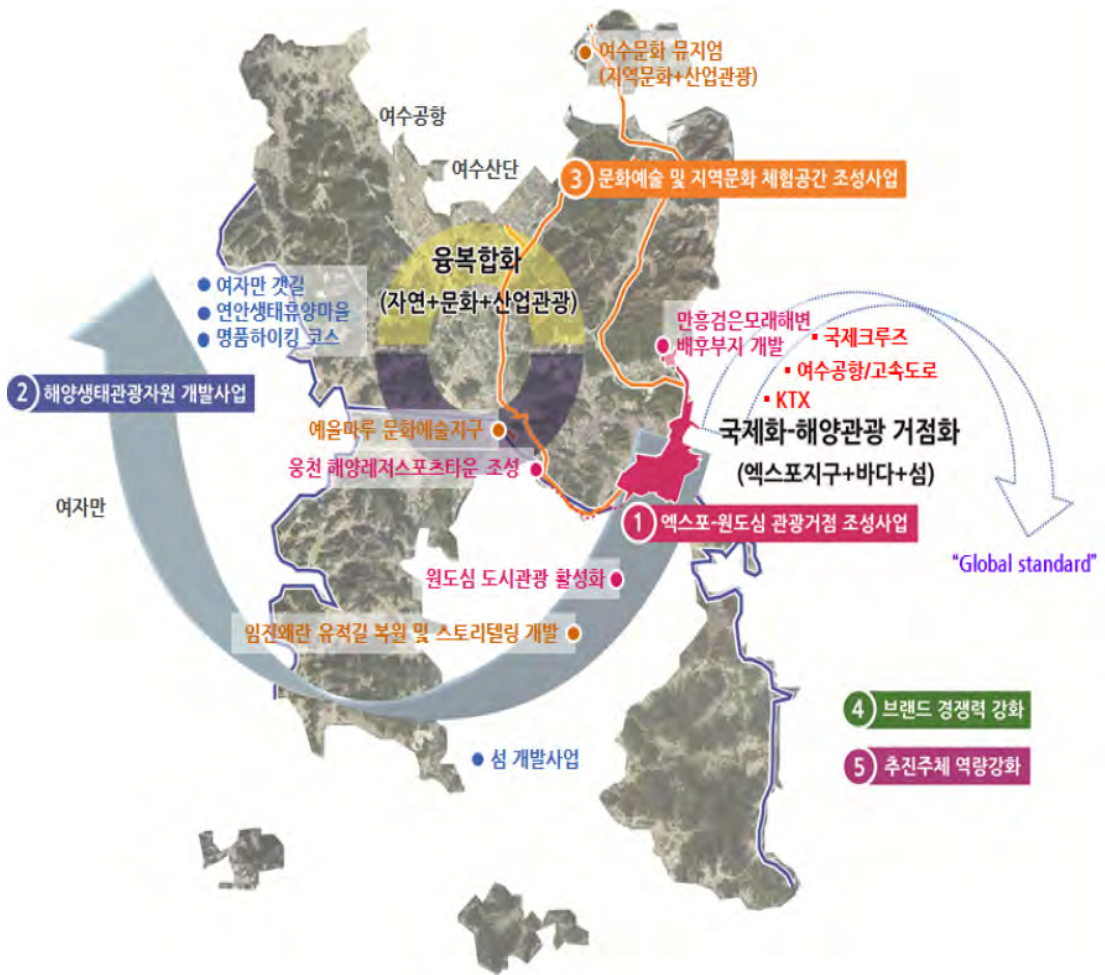 여수문화 뮤지엄
(지역문화+산업관광)
여수공항
여수산단
3 문화예술 및 지역문화 체험공간 조성사업
융복합화
(자연+문화+산업관광)
여자만 갯길
연안생태휴양마을
명품하이킹 코스
만흥검은모래해변
배후부지 개발
국제크루즈
여수공항/고속도로
KTX
2 해양생태관광자원 개발사업
예울마루 문화예술지구
국제화-해양관광 거점화
(엑스포지구+바다+섬)
웅천 해양레저스포츠타운 조성
여자만
1 엑스포-원도심 관광거점 조성사업
"Global standard"
원도심 도시관광 활성화
임진왜란 유적길 복원 및 스토리텔링 개발
4 브랜드 경쟁력 강화
섬 개발사업
5 추진주체 역량강화